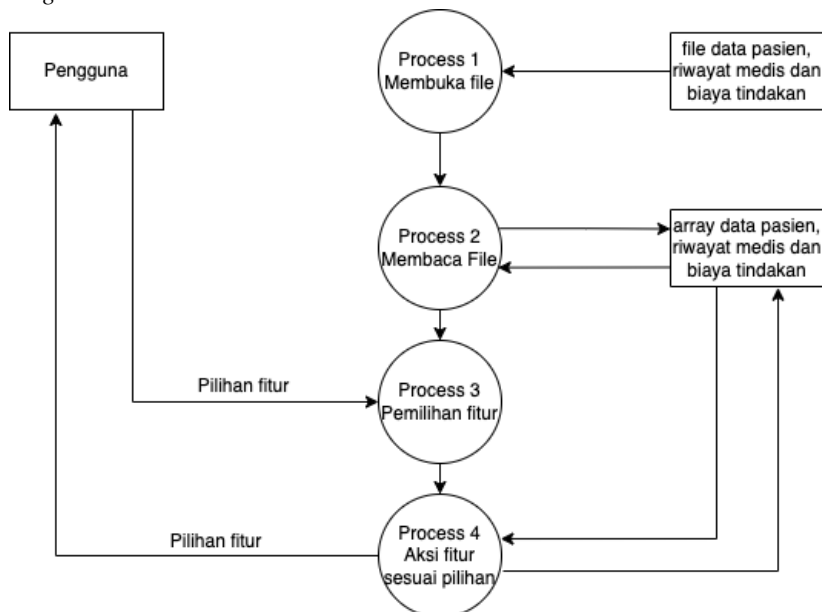 Pengguna
Process 1
Membuka file
file data pasien,
riwayat medis dan
biaya tindakan
Process 2
Membaca File
array data pasien,
riwayat medis dan
biaya tindakan
Pilihan fitur
Process 3
Pemilihan fitur
Pilihan fitur
Process 4
Aksi fitur
sesuai pilihan